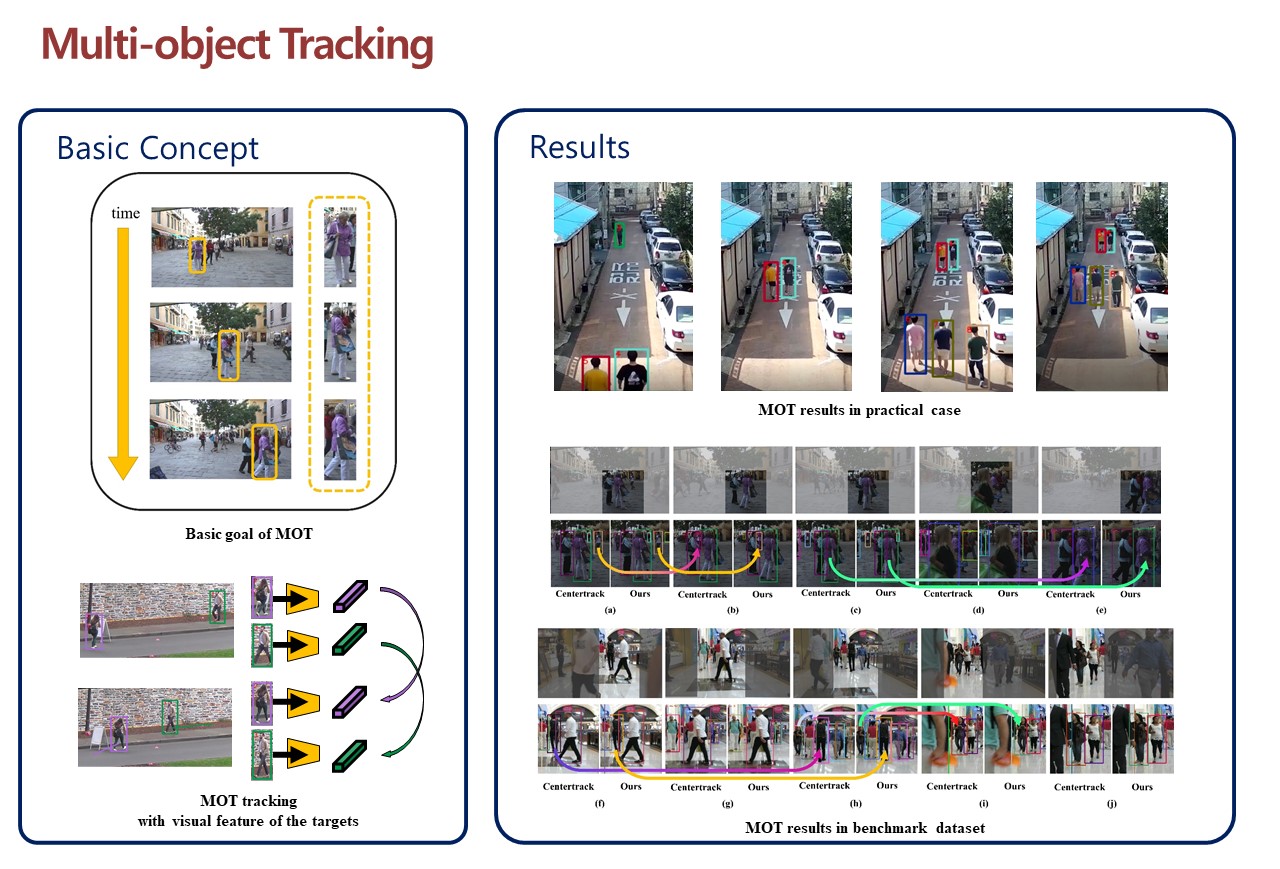 Multi-object Tracking
Basic Concept
time
Basic goal of MOT
MOT tracking
with visual feature of the targets
Results
MOT results in practical case
Centertrack Ours Centertrack Ours Centertrack Ours Centertrack Ours Centertrack Ours
(a) (b) (c) (d) (e)
Centertrack Ours Centertrack Ours Centertrack Ours Centertrack Ours Centertrack Ours
(f) (g) (h) (i) (j)
MOT results in benchmark dataset